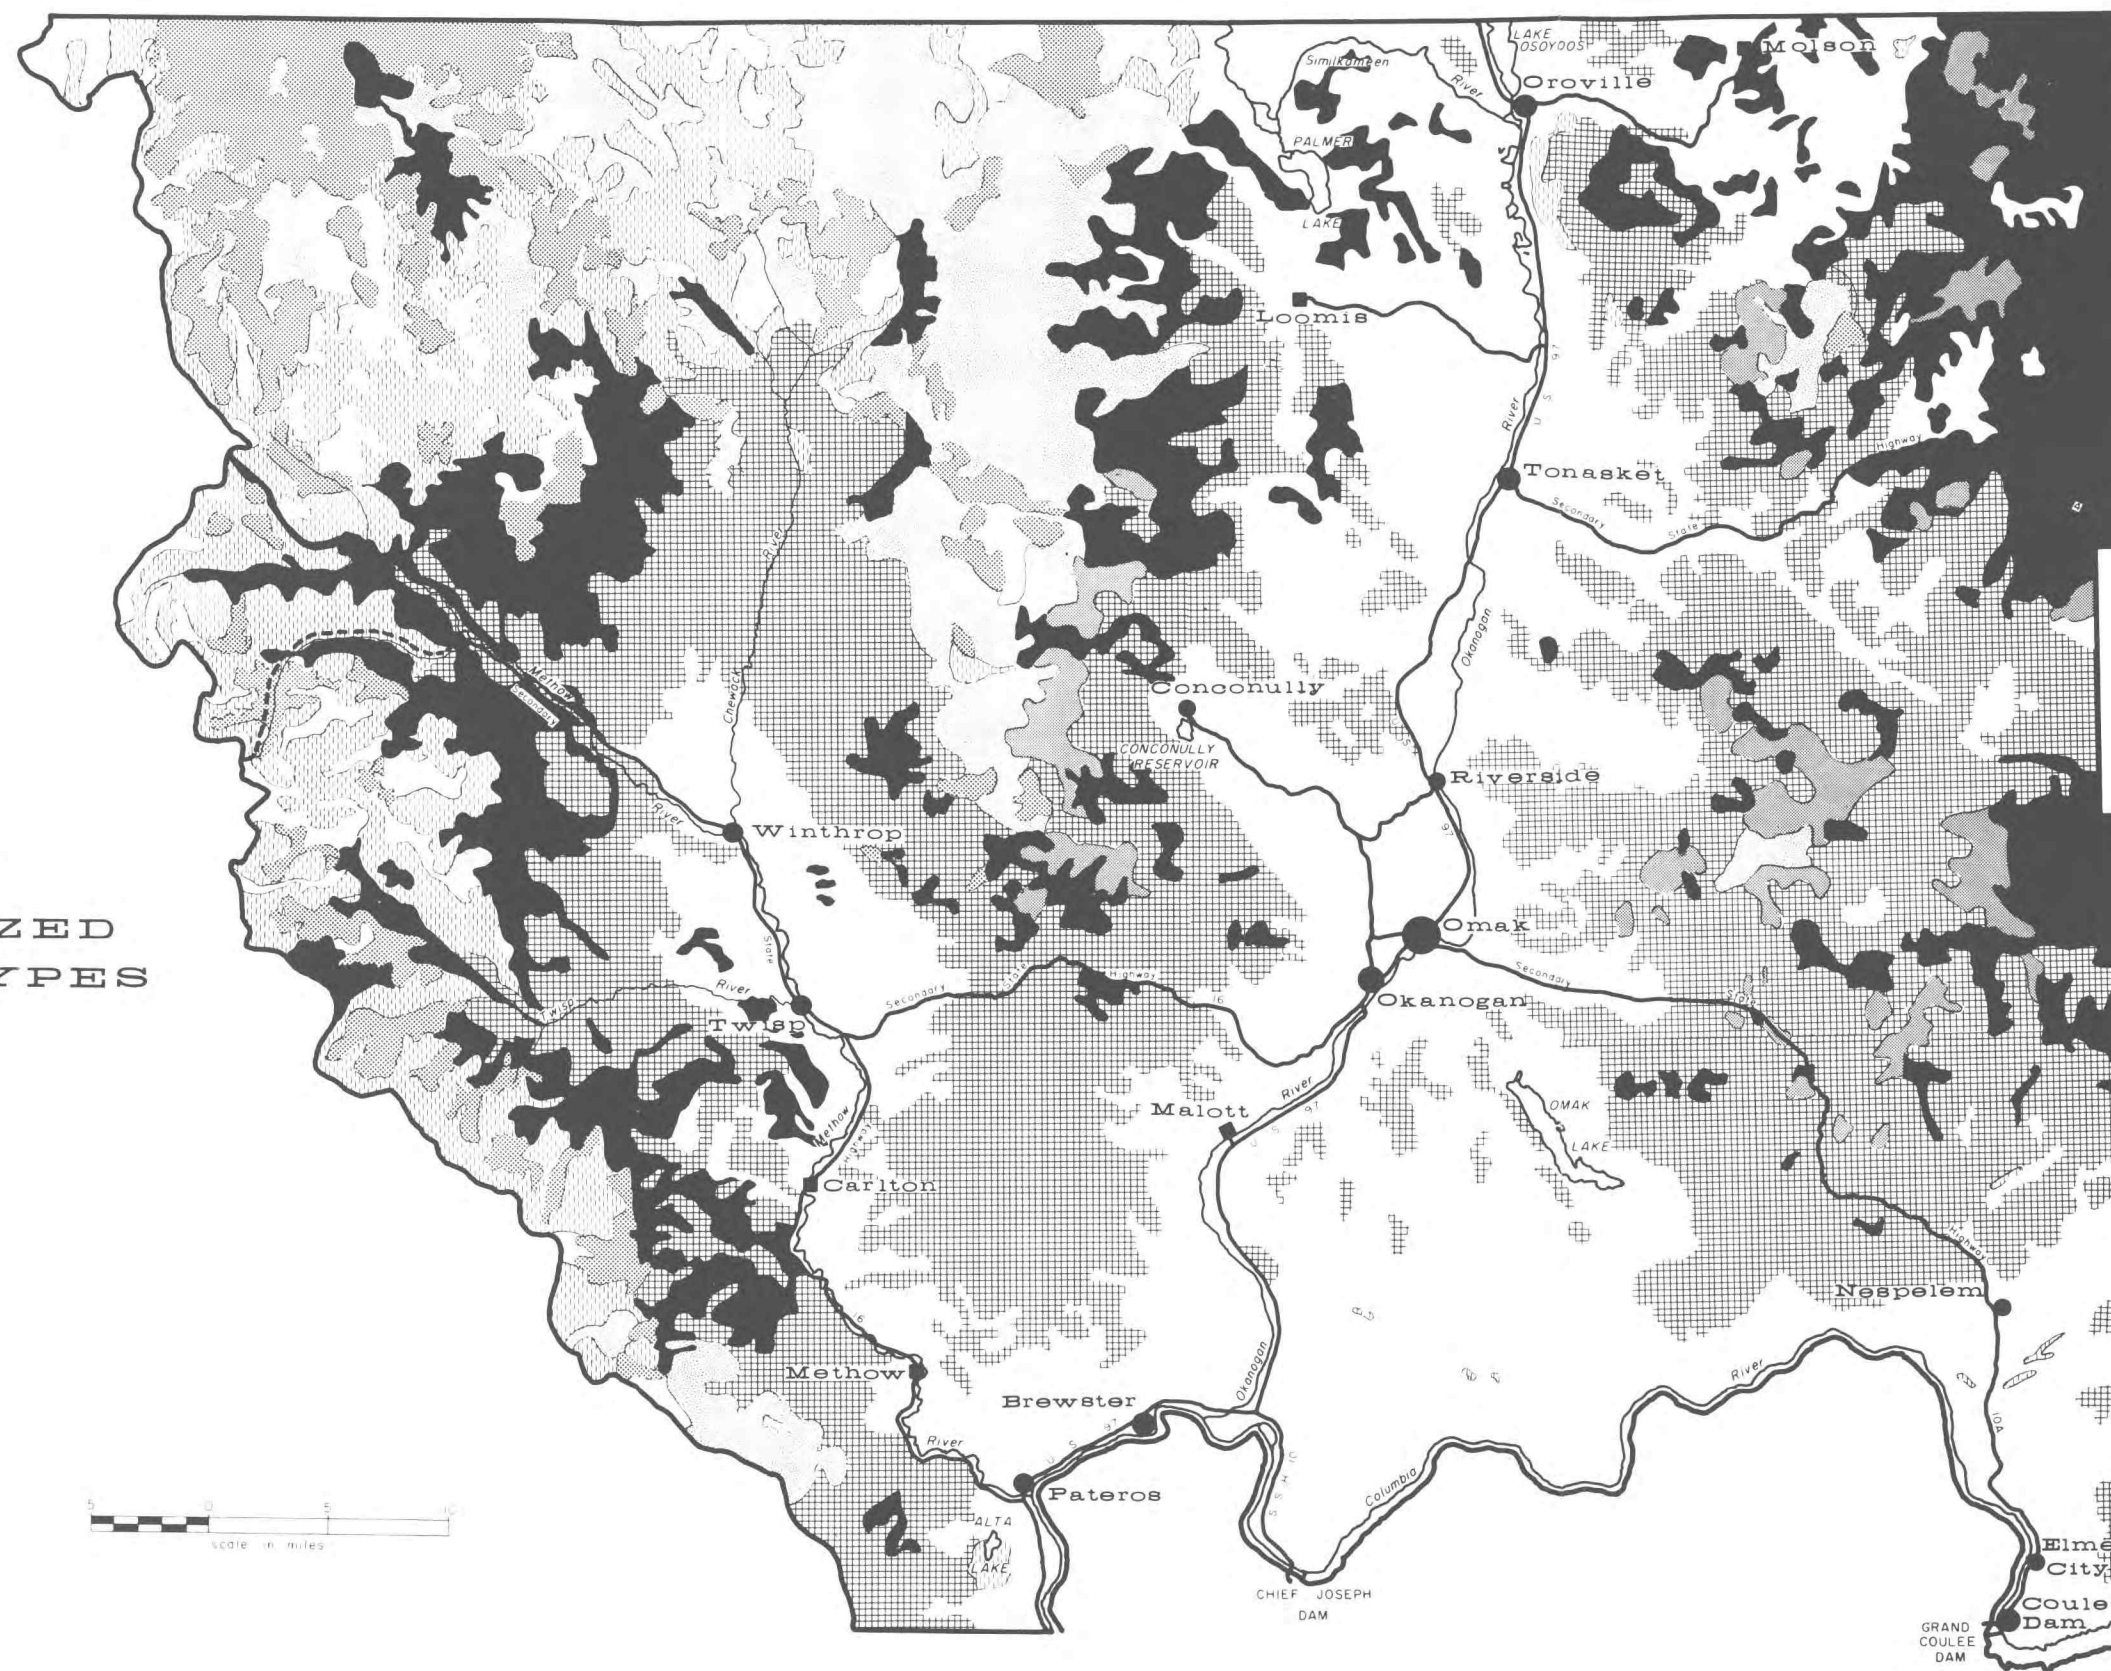 LAKE
OSOYOOS
Molson
Similkameen
River
Oroville
PALMER
LAKE
Loomis
97
U S
River
Highway
Tonasket
Secondary
State
River
Okanogan
Methow
Secondary
Chewack
Conconully
U S
CONCONULLY
RESERVOIR
Riverside
River
Winthrop
97
ZED
YPES
Omak
State
Secondary
State
Highway
Secondary
State
River
Twisp
16
Okanogan
Twisp
River
97
U S
Malott
OMAK
LAKE
Methow
Highway
Carlton
Highway
Nespelem
16
Methow
Okanogan
River
Brewster
97
U S
River
10A
Columbia
S S H 10
Pateros
5 0 5 10
scale in miles
ALTA
LAKE
Elme
City
CHIEF JOSEPH
DAM
Coule
Dam
GRAND
COULEE
DAM